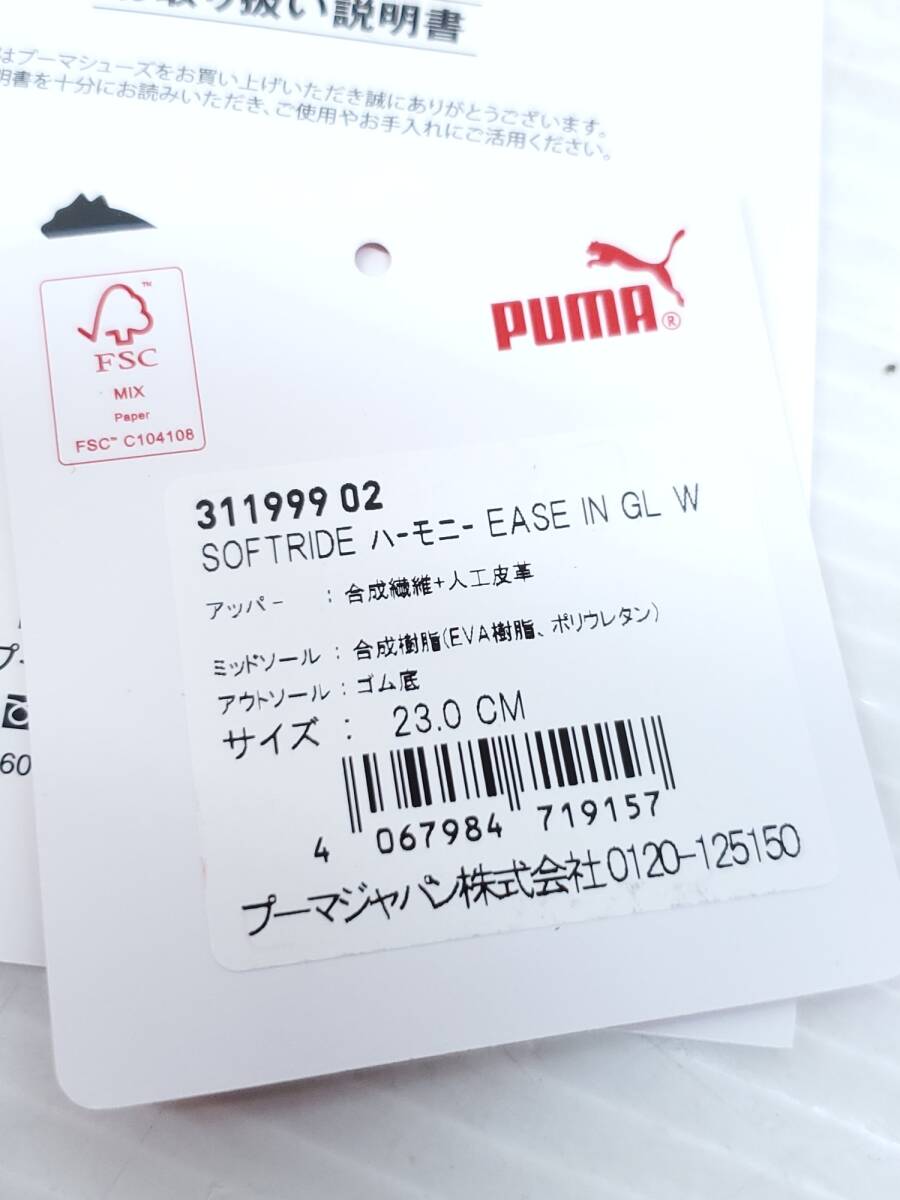 取り扱い説明書
はプーマシューズをお買い上げいただき誠にありがとうございます。
明書を十分にお読みいただき、ご使用やお手入れにご活用ください。
PUMA®
FSC™
MIX
Paper
FSC™ C104108
311999 02
SOFTRIDE ハーモニー EASE IN GL W
アッパー : 合成繊維+人工皮革
ミッドソール : 合成樹脂(EVA樹脂、ポリウレタン)
アウトソール : ゴム底
サイズ : 23.0 CM
4 067984 719157
プーマジャパン株式会社0120-125150
プ
60